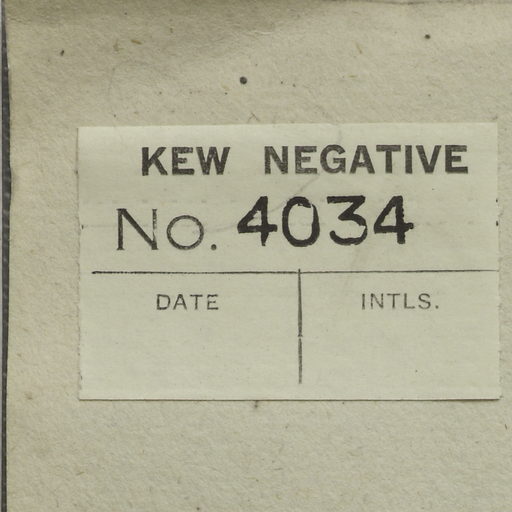 KEW NEGATIVE
No. 4034
DATE INTLS.